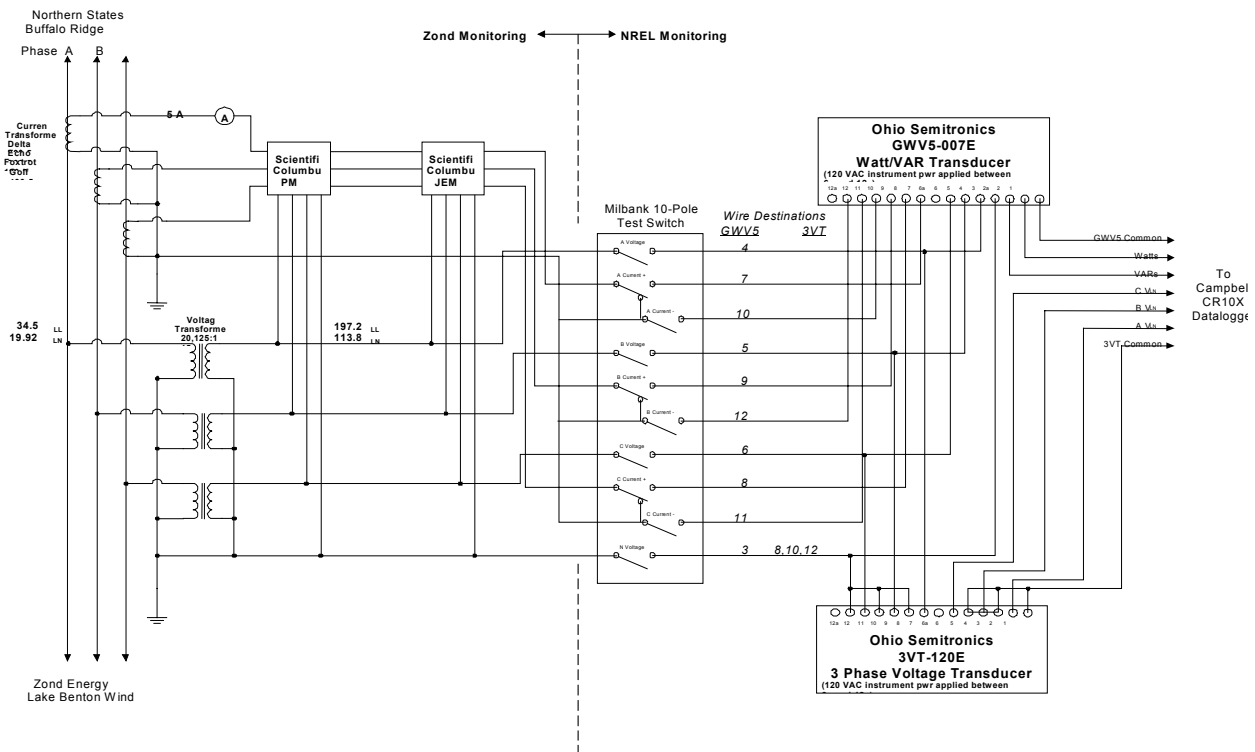 Northern States
Buffalo Ridge
Phase A B
Zond Monitoring
NREL Monitoring
5 A
A
Curren
Transforme
Delta
Echo
Foxtrot
Golf
Scientifi
Columbu
PM
Scientifi
Columbu
JEM
Ohio Semitronics
GWV5-007E
Watt/VAR Transducer
(120 VAC instrument pwr applied between
12a 12 11 10 9 8 7 6a 6 5 4 3 2a 2 1
Milbank 10-Pole
Test Switch
Wire Destinations
GWV5 3VT
A Voltage 4
A Current + 7
A Current - 10
B Voltage 5
B Current + 9
B Current - 12
C Voltage 6
C Current + 8
C Current - 11
N Voltage 3 8,10,12
GWV5 Common
Watts
VARs
C VLN
B VLN
A VLN
3VT Common
To
Campbel
CR10X
Datalogge
34.5 LL
19.92 LN
Voltag
Transforme
20,125:1
197.2 LL
113.8 LN
12a 12 11 10 9 8 7 6a 6 5 4 3 2 1
Ohio Semitronics
3VT-120E
3 Phase Voltage Transducer
(120 VAC instrument pwr applied between
Zond Energy
Lake Benton Wind